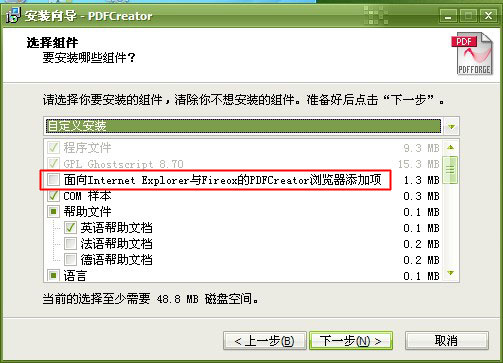 安装向导 - PDFCreator
选择组件
要安装哪些组件？
PDF
PDFFORGE
请选择你要安装的组件，清除你不想安装的组件。准备好后点击“下一步”。
自定义安装
程序文件 9.3 MB
GPL Ghostscript 8.70 15.3 MB
面向Internet Explorer与Fireox的PDFCreator浏览器添加项 1.3 MB
COM 样本 0.3 MB
帮助文件 0.1 MB
英语帮助文档 0.1 MB
法语帮助文档 0.2 MB
德语帮助文档 0.2 MB
语言 0.1 MB
当前的选择至少需要 48.8 MB 磁盘空间。
< 上一步(B) 下一步(N) > 取消